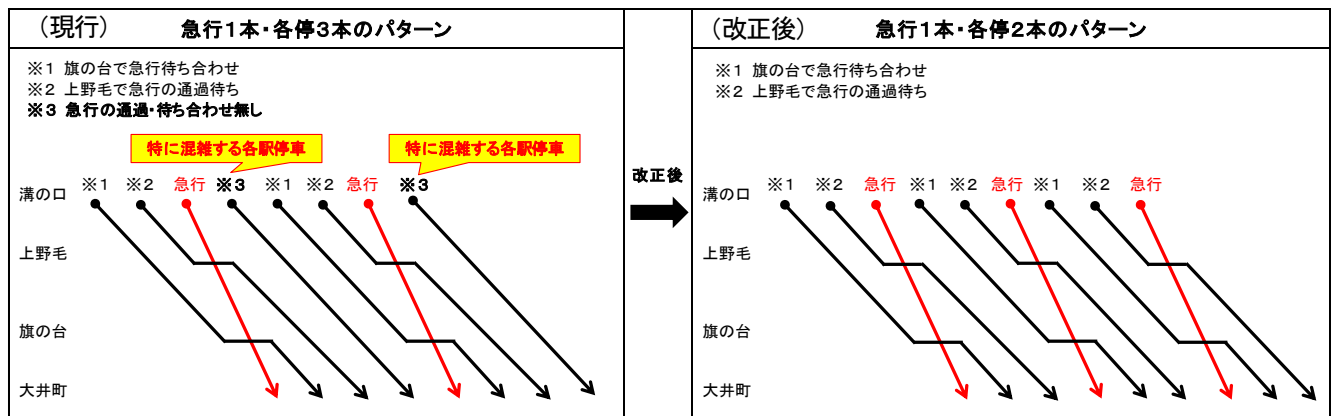 (現行) 急行1本・各停3本のパターン
※1 旗の台で急行待ち合わせ
※2 上野毛で急行の通過待ち
※3 急行の通過・待ち合わせ無し
特に混雑する各駅停車 特に混雑する各駅停車
溝の口 ※1 ※2 急行 ※3 ※1 ※2 急行 ※3
上野毛
旗の台
大井町
改正後
(改正後) 急行1本・各停2本のパターン
※1 旗の台で急行待ち合わせ
※2 上野毛で急行の通過待ち
溝の口 ※1 ※2 急行 ※1 ※2 急行 ※1 ※2 急行
上野毛
旗の台
大井町